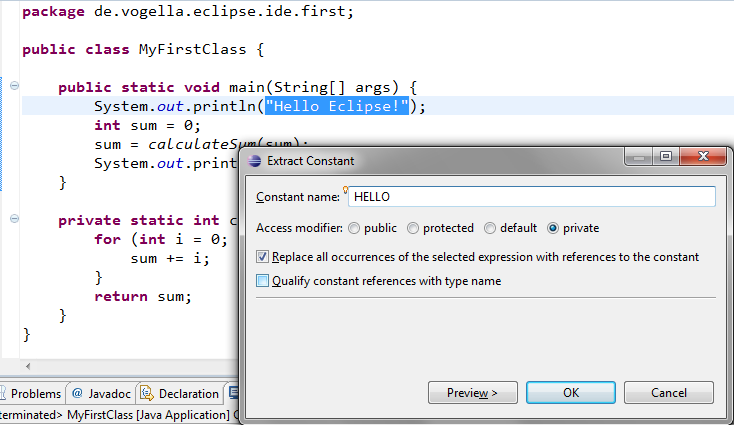 package de.vogella.eclipse.ide.first;
public class MyFirstClass {
public static void main(String[] args) {
System.out.println("Hello Eclipse!");
int sum = 0;
sum = calculateSum(sum);
System.out.print
}
private static int c
for (int i = 0;
sum += i;
}
return sum;
}
}
Extract Constant
Constant name: HELLO
Access modifier: public protected default private
Replace all occurrences of the selected expression with references to the constant
Qualify constant references with type name
Preview > OK Cancel
Problems @ Javadoc Declaration
terminated> MyFirstClass [Java Application]